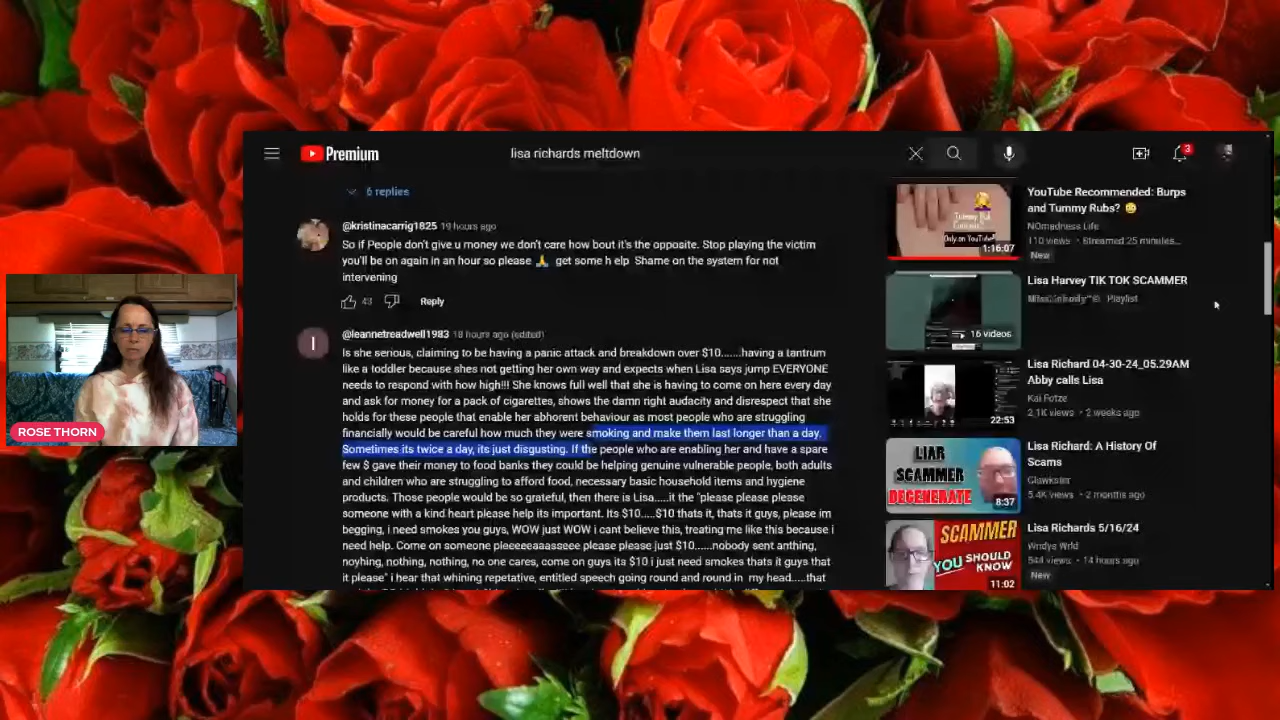 Premium
lisa richards meltdown
3
6 replies
@kristinacarrig1825 19 hours ago
So if People don't give u money we don't care how bout it's the opposite. Stop playing the victim
you'll be on again in an hour so please 🙏 get some h elp Shame on the system for not
intervening
43
Reply
@leannetreadwell1983 18 hours ago (edited)
Is she serious, claiming to be having a panic attack and breakdown over $10.......having a tantrum
like a toddler because shes not getting her own way and expects when Lisa says jump EVERYONE
needs to respond with how high!!! She knows full well that she is having to come on here every day
and ask for money for a pack of cigarettes, shows the damn right audacity and disrespect that she
holds for these people that enable her abhorent behaviour as most people who are struggling
financially would be careful how much they were smoking and make them last longer than a day.
Sometimes its twice a day, its just disgusting. If the people who are enabling her and have a spare
few $ gave their money to food banks they could be helping genuine vulnerable people, both adults
and children who are struggling to afford food, necessary basic household items and hygiene
products. Those people would be so grateful, then there is Lisa.....it the "please please please
someone with a kind heart please help its important. Its $10.....$10 thats it, thats it guys, please im
begging, i need smokes you guys, WOW just WOW i cant believe this, treating me like this because i
need help. Come on someone pleeeeeaaasseee please please just $10......nobody sent anthing,
noyhing, nothing, nothing, no one cares, come on guys its $10 i just need smokes thats it guys that
it please" i hear that whining repetative, entitled speech going round and round in my head.....that
Tummy Rub
Only on YouTube
1:16:07
YouTube Recommended: Burps
and Tummy Rubs? 😳
NOmadness Life
110 views • Streamed 25 minutes...
New
16 videos
Lisa Harvey TIK TOK SCAMMER
Playlist
22:53
Lisa Richard 04-30-24_05.29AM
Abby calls Lisa
Kai Fotze
2.1K views • 2 weeks ago
LIAR
SCAMMER
DEGENERATE
8:37
Lisa Richard: A History Of
Scams
Clawkster
5.4K views • 2 months ago
SCAMMER
YOU SHOULD
KNOW
11:02
Lisa Richards 5/16/24
Wndys Wrld
544 views • 14 hours ago
New
ROSE THORN